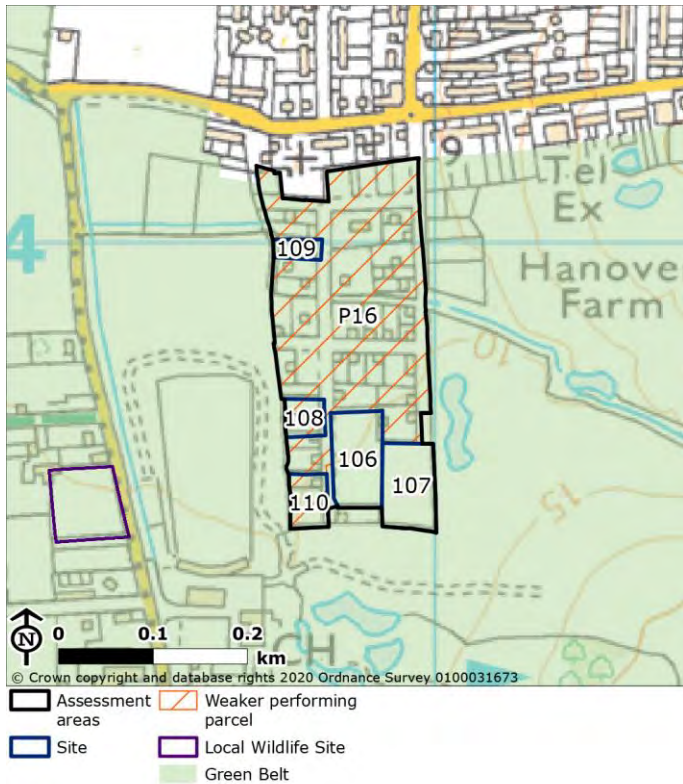 9
Tel
Ex
4
Hanove
Farm
109
P16
10
108
106
107
110
15
N
0 0.1 0.2
km
CH
© Crown copyright and database rights 2020 Ordnance Survey 0100031673
Assessment areas
Weaker performing parcel
Site
Local Wildlife Site
Green Belt